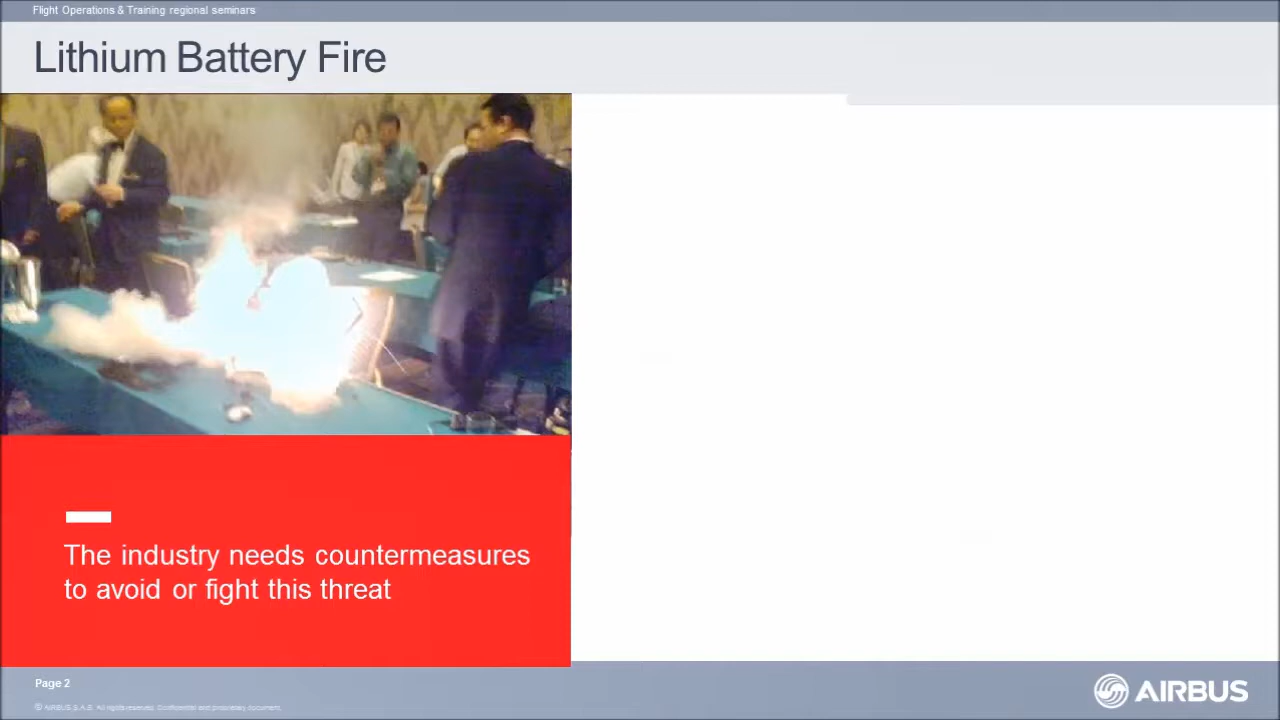 Flight Operations & Training regional seminars
Lithium Battery Fire
The industry needs countermeasures
to avoid or fight this threat
Page 2
AIRBUS
© AIRBUS S.A.S. All rights reserved. Confidential and proprietary document.